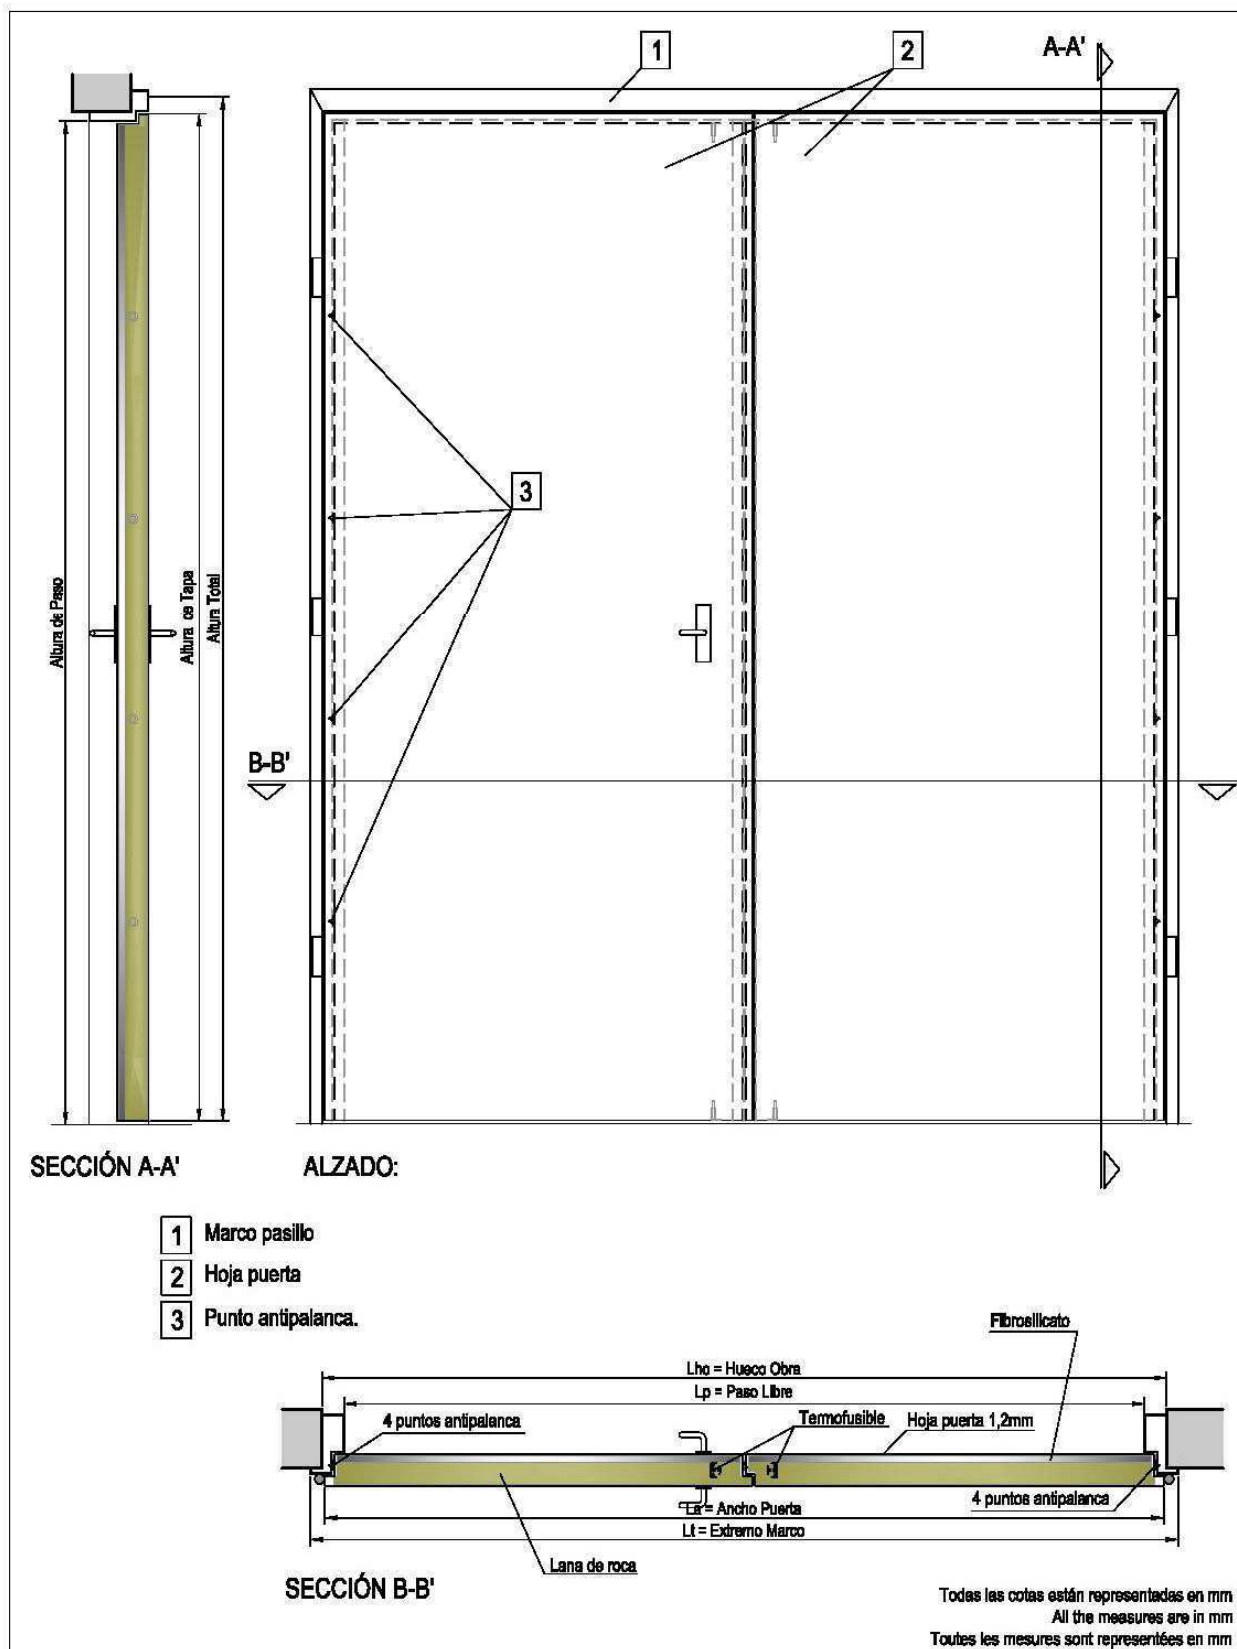 1
2
A-A'
3
Altura de Paso
Altura de Tapa
Altura Total
B-B'
SECCIÓN A-A'
ALZADO:
1 Marco pasillo
2 Hoja puerta
3 Punto antipalanca.
Fibrosilicato
Lho = Hueco Obra
Lp = Paso Libre
4 puntos antipalanca
Termofusible
Hoja puerta 1,2mm
4 puntos antipalanca
La = Ancho Puerta
Lt = Extremo Marco
Lana de roca
SECCIÓN B-B'
Todas las cotas están representadas en mm
All the measures are in mm
Toutes les mesures sont représentées en mm